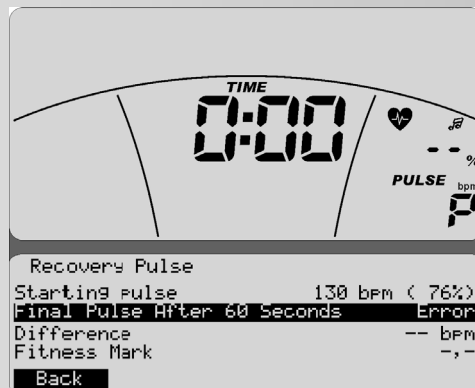 TIME
0:00
-- %
PULSE bpm
P
Recovery Pulse
Starting pulse 130 bpm ( 76%)
Final Pulse After 60 Seconds Error
Difference -- bpm
Fitness Mark -,-
Back